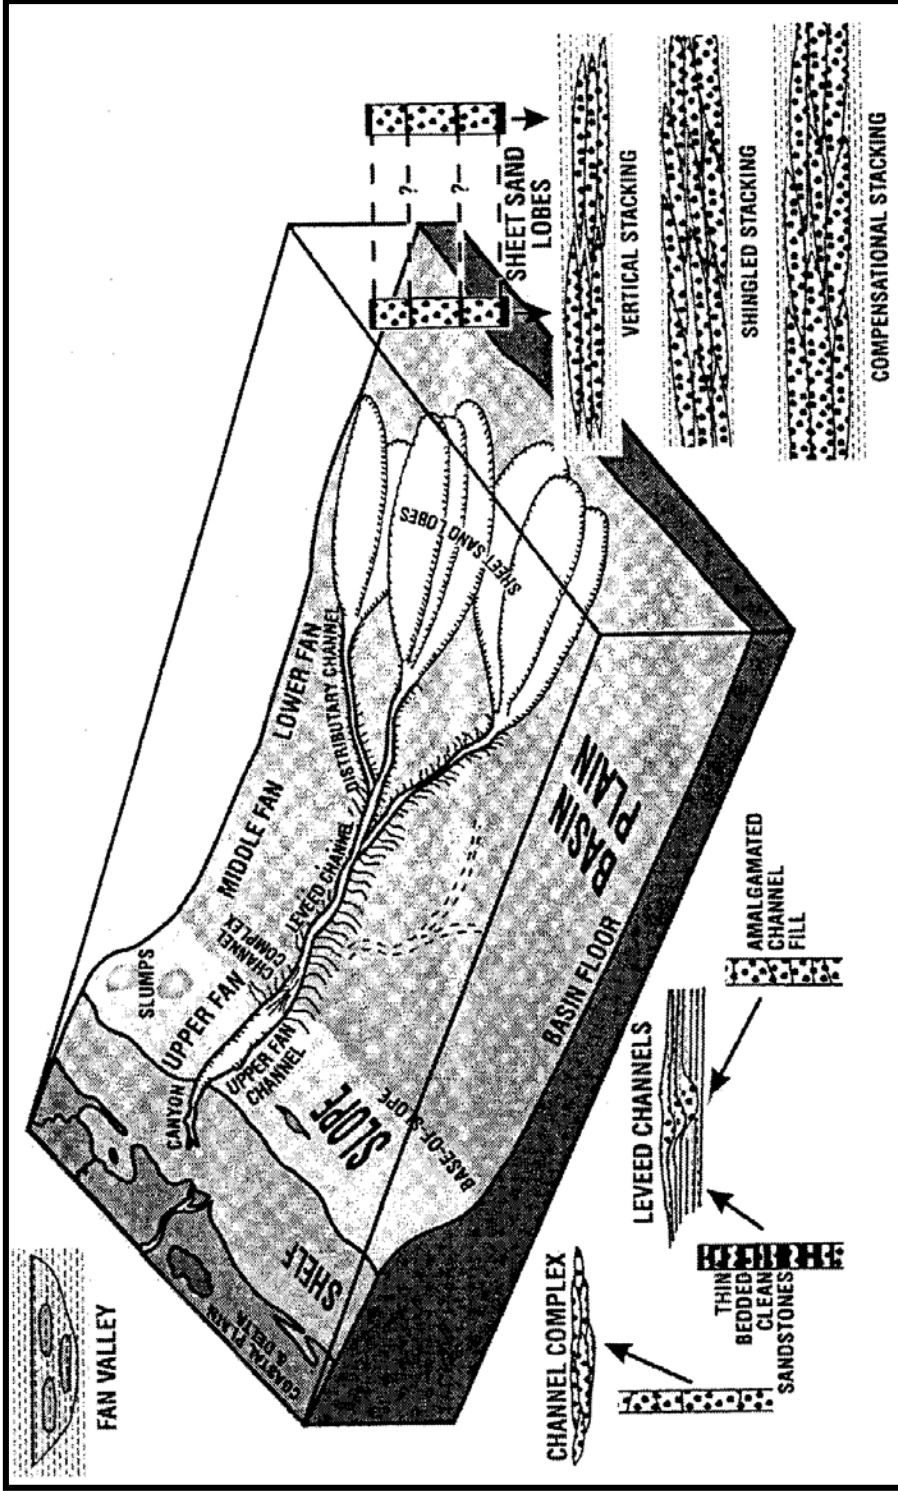 FAN VALLEY
COASTAL PLAIN
& DELTA
SHELF
CANYON
SLUMPS
UPPER FAN
UPPER FAN
CHANNEL
SLOPE
BASE-OF-SLOPE
CHANNEL
COMPLEX
MIDDLE FAN
LEVEED CHANNEL
LOWER FAN
DISTRIBUTARY CHANNEL
SHEET SAND LOBES
BASIN
PLAIN
BASIN FLOOR
?
?
SHEET SAND
LOBES
VERTICAL STACKING
SHINGLED STACKING
COMPENSATIONAL STACKING
CHANNEL COMPLEX
LEVEED CHANNELS
THIN
BEDDED
CLEAN
SANDSTONES
AMALGAMATED
CHANNEL
FILL